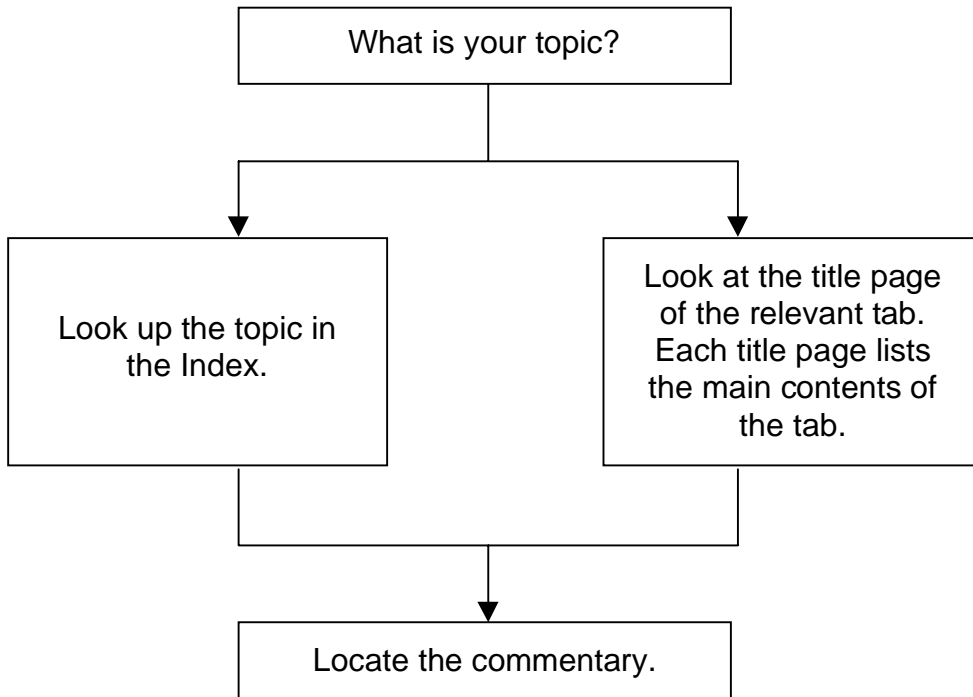 What is your topic?
Look up the topic in
the Index.
Look at the title page
of the relevant tab.
Each title page lists
the main contents of
the tab.
Locate the commentary.